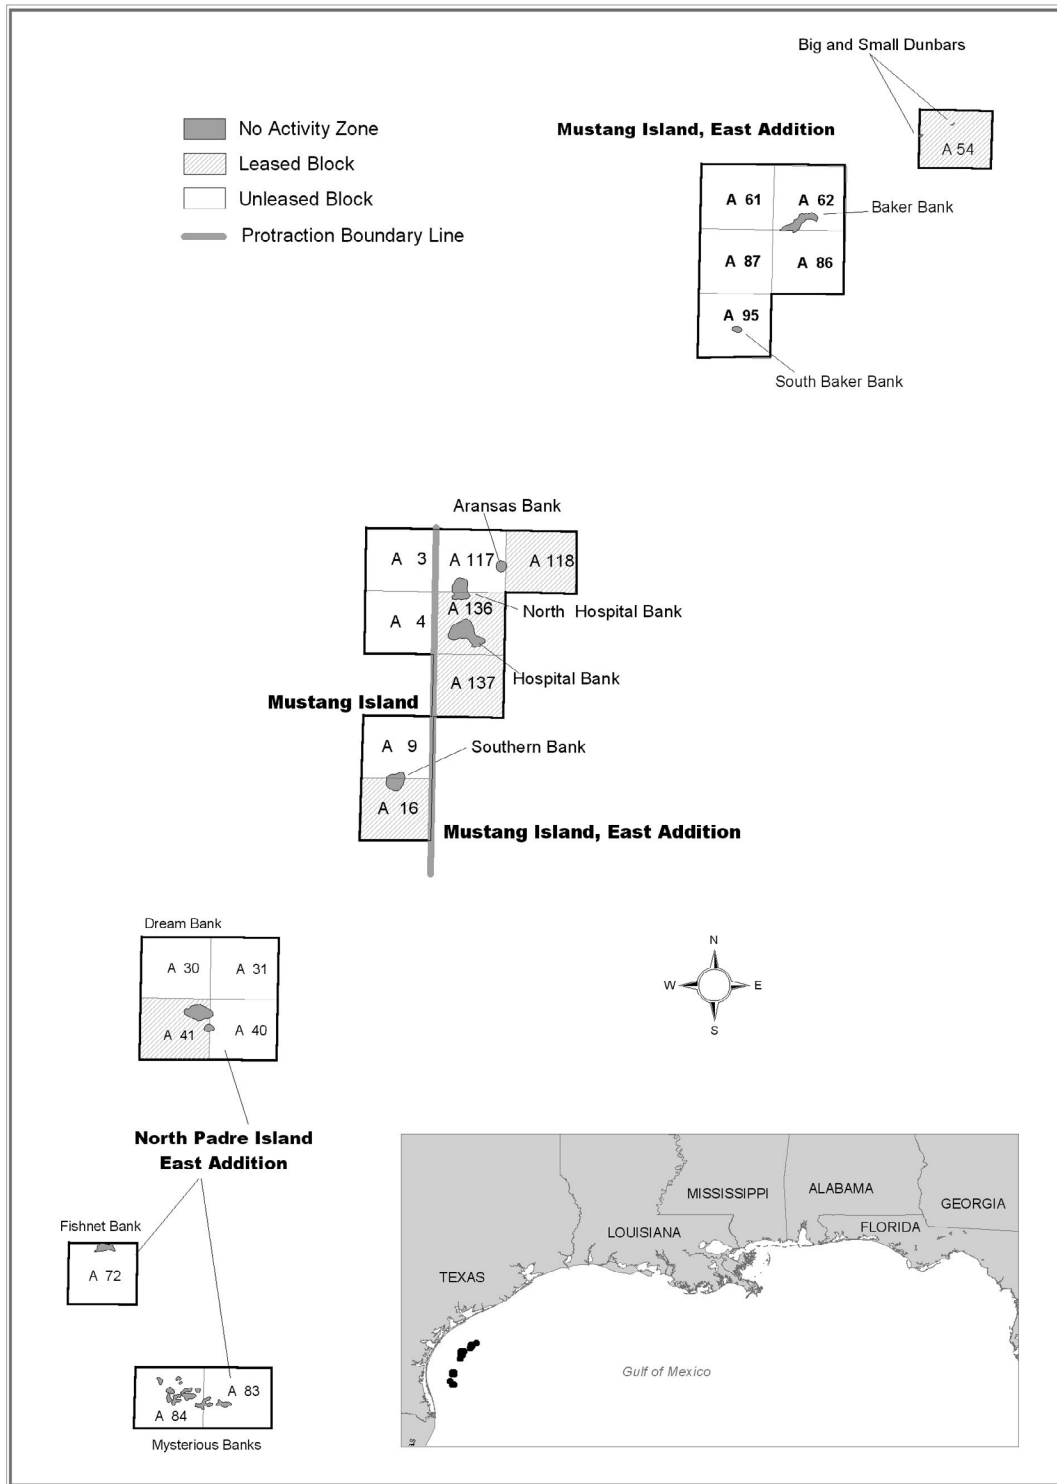 Big and Small Dunbars
No Activity Zone
Leased Block
Unleased Block
Protraction Boundary Line
Mustang Island, East Addition
A 54
A 61
A 62
Baker Bank
A 87
A 86
A 95
South Baker Bank
Aransas Bank
A 3
A 117
A 118
A 4
A 136
North Hospital Bank
A 137
Hospital Bank
Mustang Island
A 9
Southern Bank
A 16
Mustang Island, East Addition
Dream Bank
A 30
A 31
A 41
A 40
N
W
E
S
North Padre Island
East Addition
Fishnet Bank
A 72
A 83
A 84
Mysterious Banks
MISSISSIPPI
ALABAMA
GEORGIA
LOUISIANA
FLORIDA
TEXAS
Gulf of Mexico